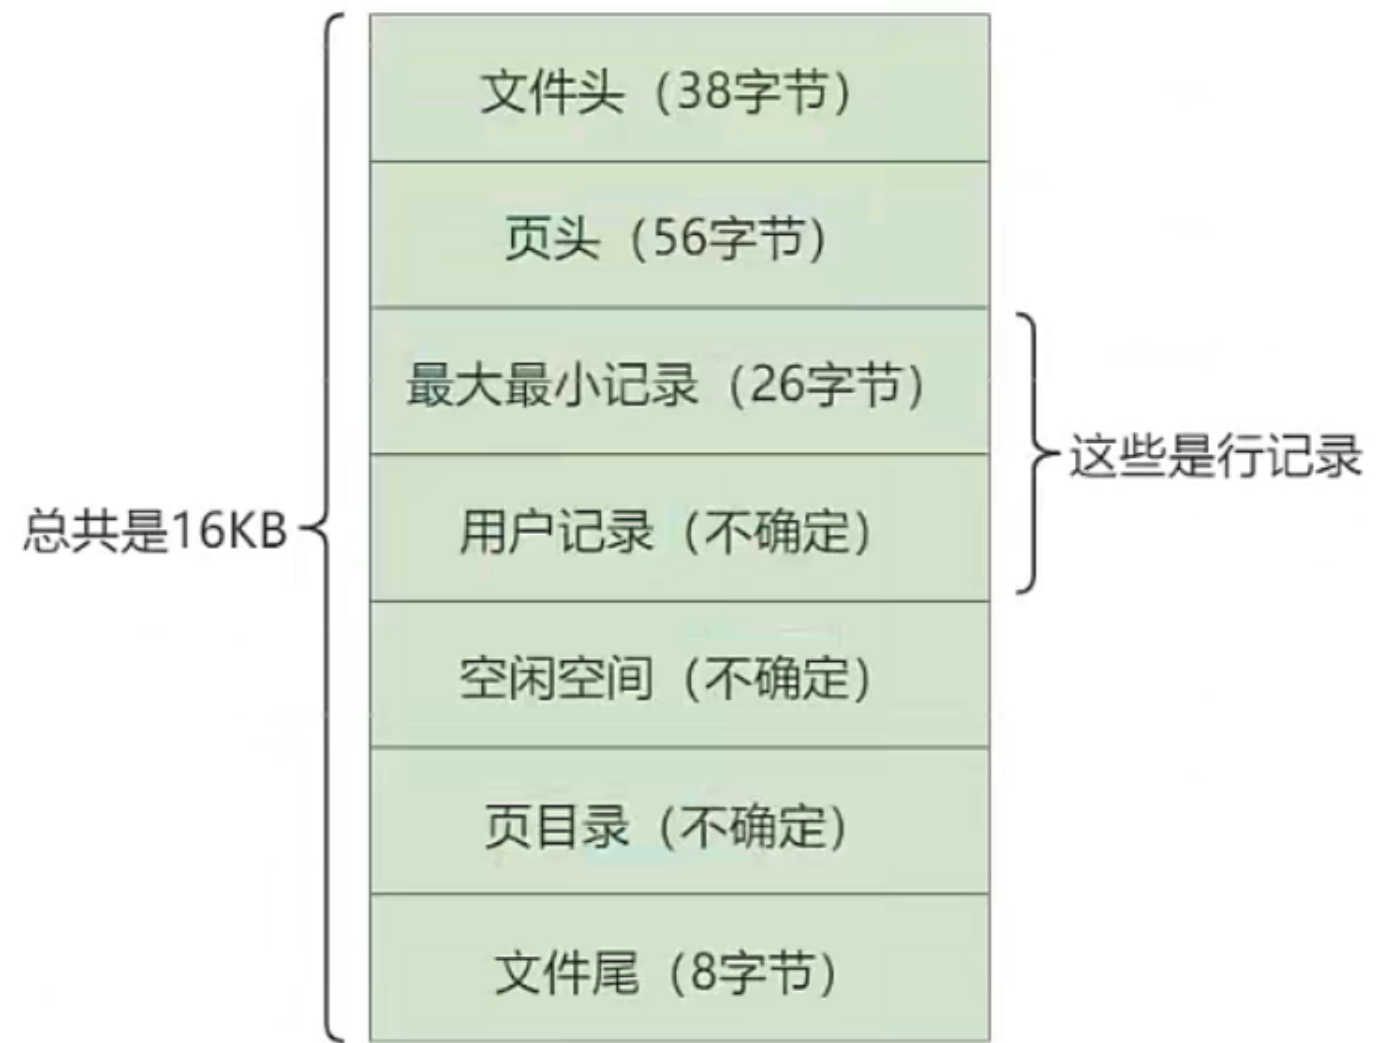 文件头（38字节）
页头（56字节）
最大最小记录（26字节）
用户记录（不确定）
空闲空间（不确定）
页目录（不确定）
文件尾（8字节）
总共是16KB
这些是行记录